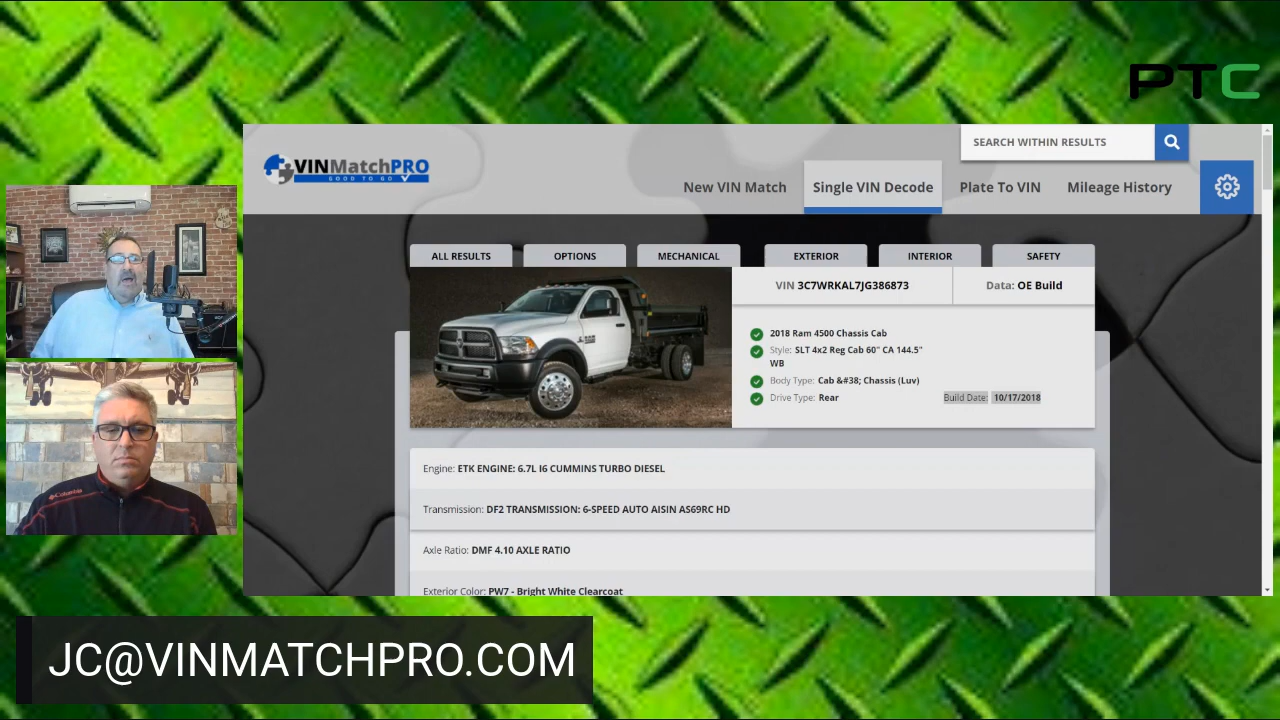 PTC
VINMatchPRO
GOOD TO GO
SEARCH WITHIN RESULTS
New VIN Match
Single VIN Decode
Plate To VIN
Mileage History
ALL RESULTS
OPTIONS
MECHANICAL
EXTERIOR
INTERIOR
SAFETY
VIN 3C7WRKAL7JG386873
Data: OE Build
2018 Ram 4500 Chassis Cab
Style: SLT 4x2 Reg Cab 60" CA 144.5"
WB
Body Type: Cab &#38; Chassis (Luv)
Drive Type: Rear
Build Date: 10/17/2018
Engine: ETK ENGINE: 6.7L I6 CUMMINS TURBO DIESEL
Transmission: DF2 TRANSMISSION: 6-SPEED AUTO AISIN AS69RC HD
Axle Ratio: DMF 4.10 AXLE RATIO
Exterior Color: PW7 - Bright White Clearcoat
Columbia
JC@VINMATCHPRO.COM